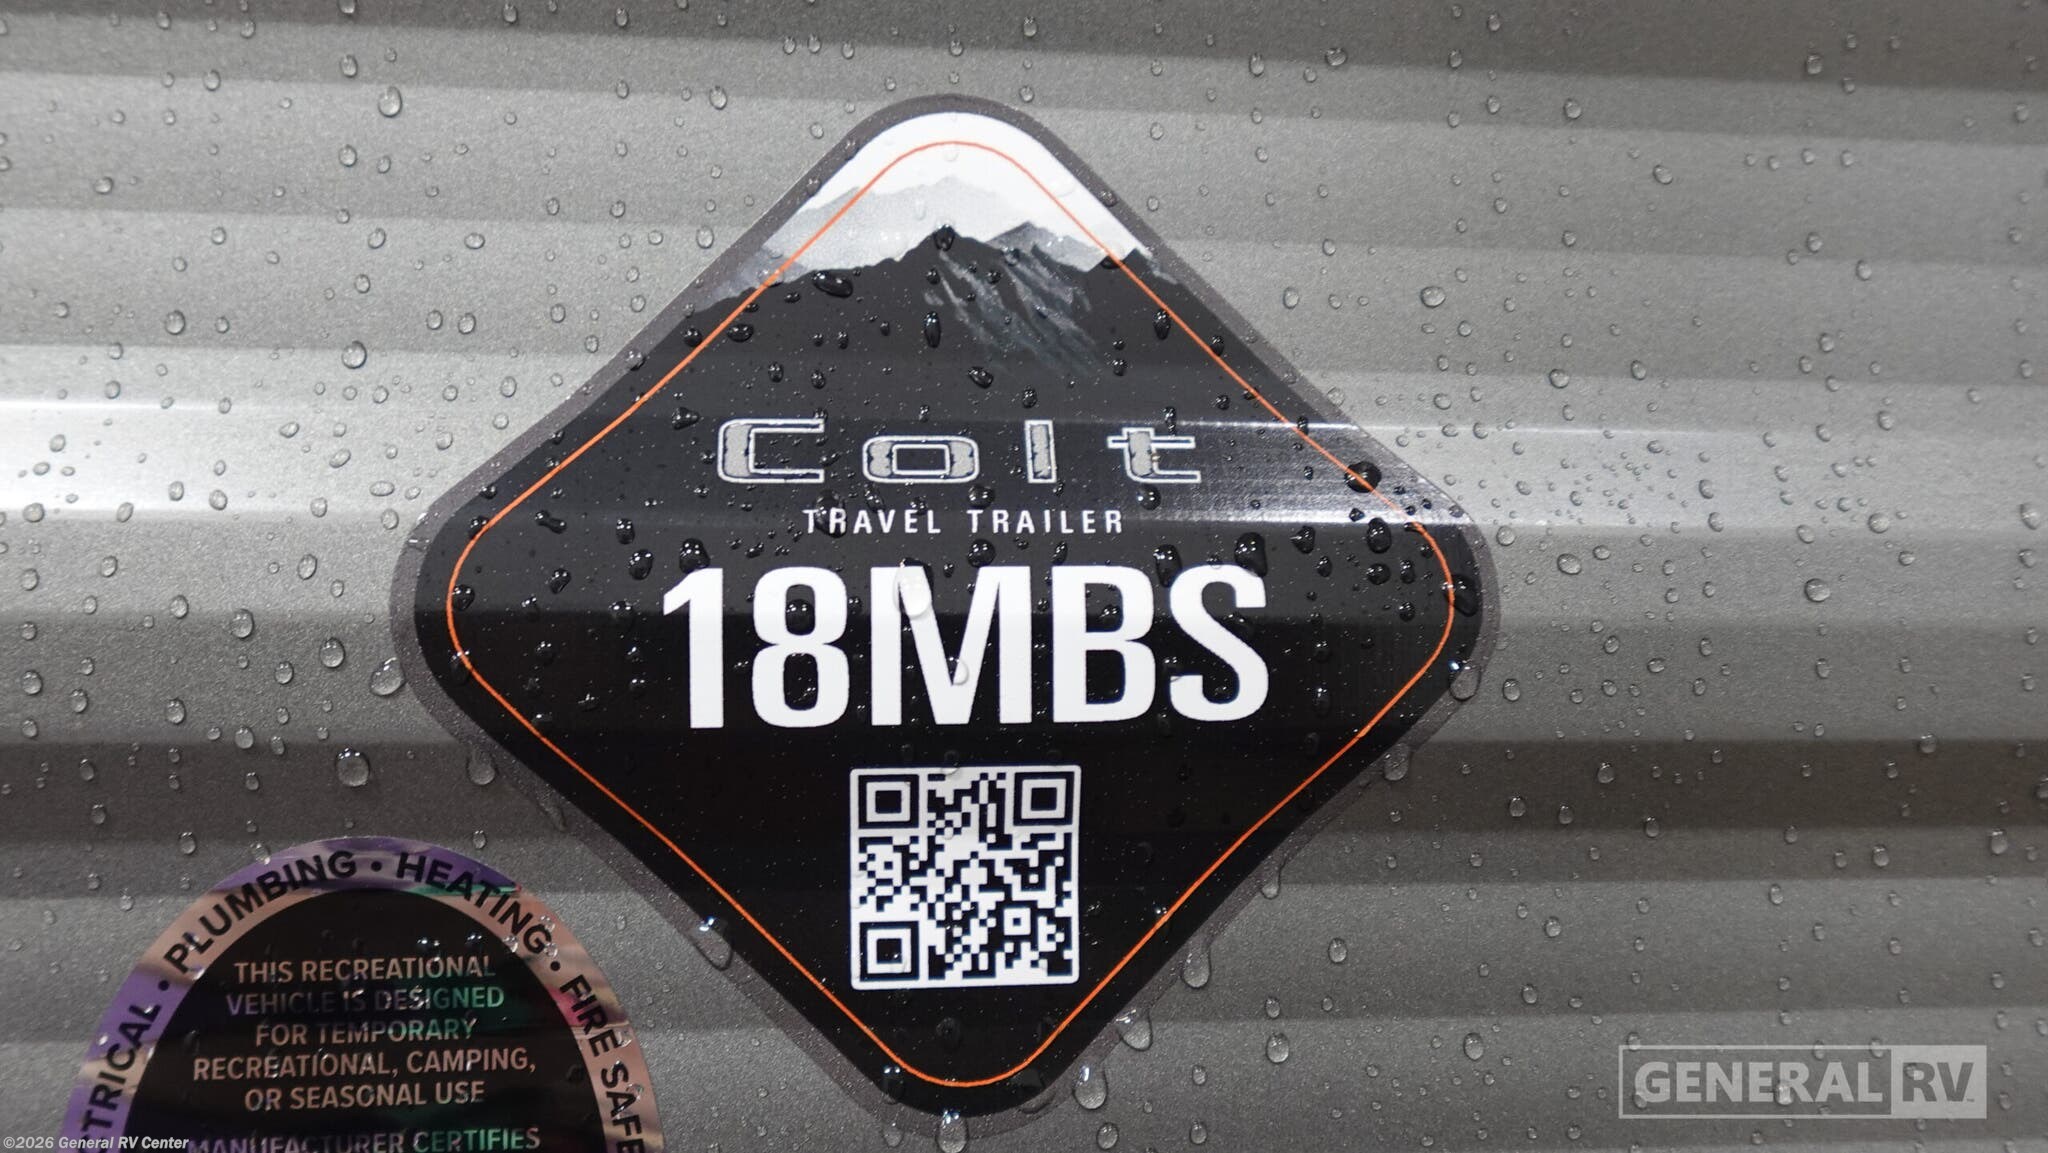 Colt
TRAVEL TRAILER
18MBS
PLUMBING • HEATING • FIRE
THIS RECREATIONAL
VEHICLE IS DESIGNED
FOR TEMPORARY
RECREATIONAL, CAMPING,
OR SEASONAL USE
MANUFACTURER CERTIFIES
GENERAL RV
©2026 General RV Center